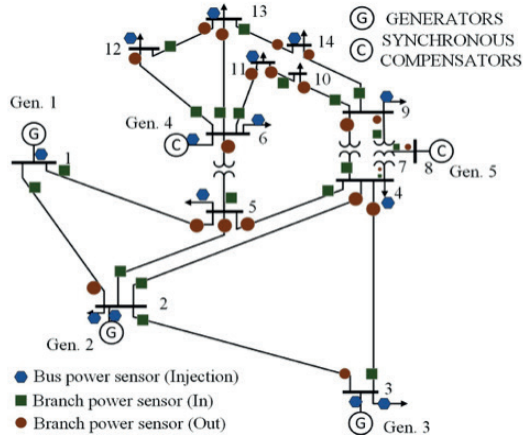 13
G GENERATORS
12
14
C SYNCHRONOUS
COMPENSATORS
11
10
Gen. 1
Gen. 4
9
G
C
6
1
7
8
C
Gen. 5
4
5
2
Gen. 2
G
Bus power sensor (Injection)
3
Branch power sensor (In)
Branch power sensor (Out)
G
Gen. 3